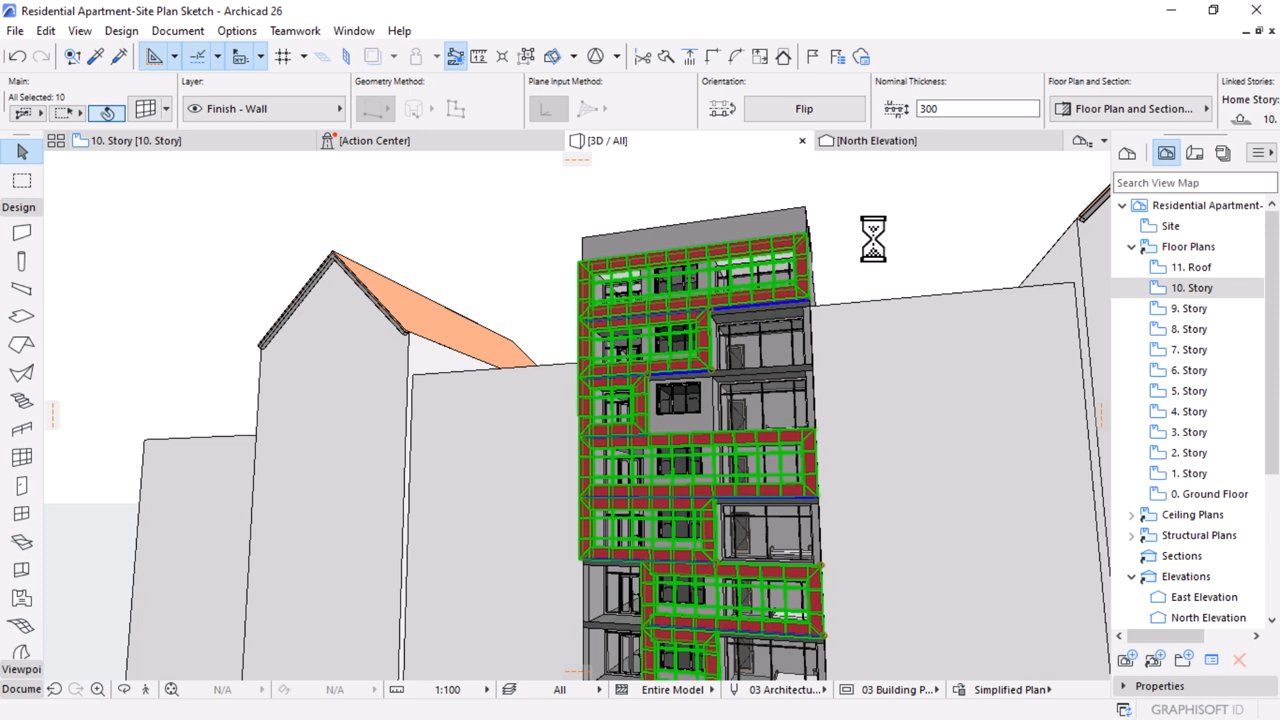 Residential Apartment-Site Plan Sketch - Archicad 26
File Edit View Design Document Options Teamwork Window Help
Main: Layer: Geometry Method: Plane Input Method: Orientation: Nominal Thickness: Floor Plan and Section: Linked Stories:
All Selected: 10
Finish - Wall
Flip
300
Floor Plan and Section...
Home Story:
10.
10. Story [10. Story]
[Action Center]
[3D / All]
[North Elevation]
Design
Search View Map
Residential Apartment-
Site
Floor Plans
11. Roof
10. Story
9. Story
8. Story
7. Story
6. Story
5. Story
4. Story
3. Story
2. Story
1. Story
0. Ground Floor
Ceiling Plans
Structural Plans
Sections
Elevations
East Elevation
North Elevation
Viewpoi
Docume
N/A
N/A
1:100
All
Entire Model
03 Architectu...
03 Building P...
Simplified Plan
Properties
GRAPHISOFT ID